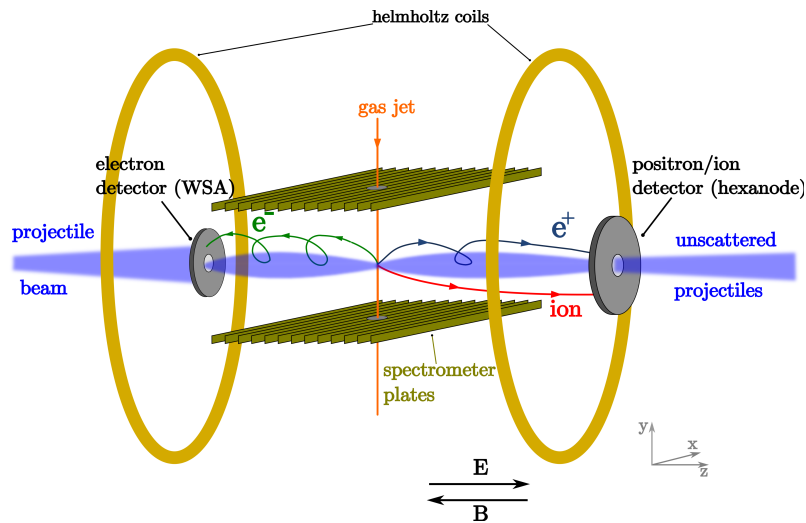 helmholtz coils
gas jet
electron
detector (WSA)
positron/ion
detector (hexanode)
e⁻
e⁺
projectile
beam
unscattered
projectiles
ion
spectrometer
plates
y
x
z
E
B